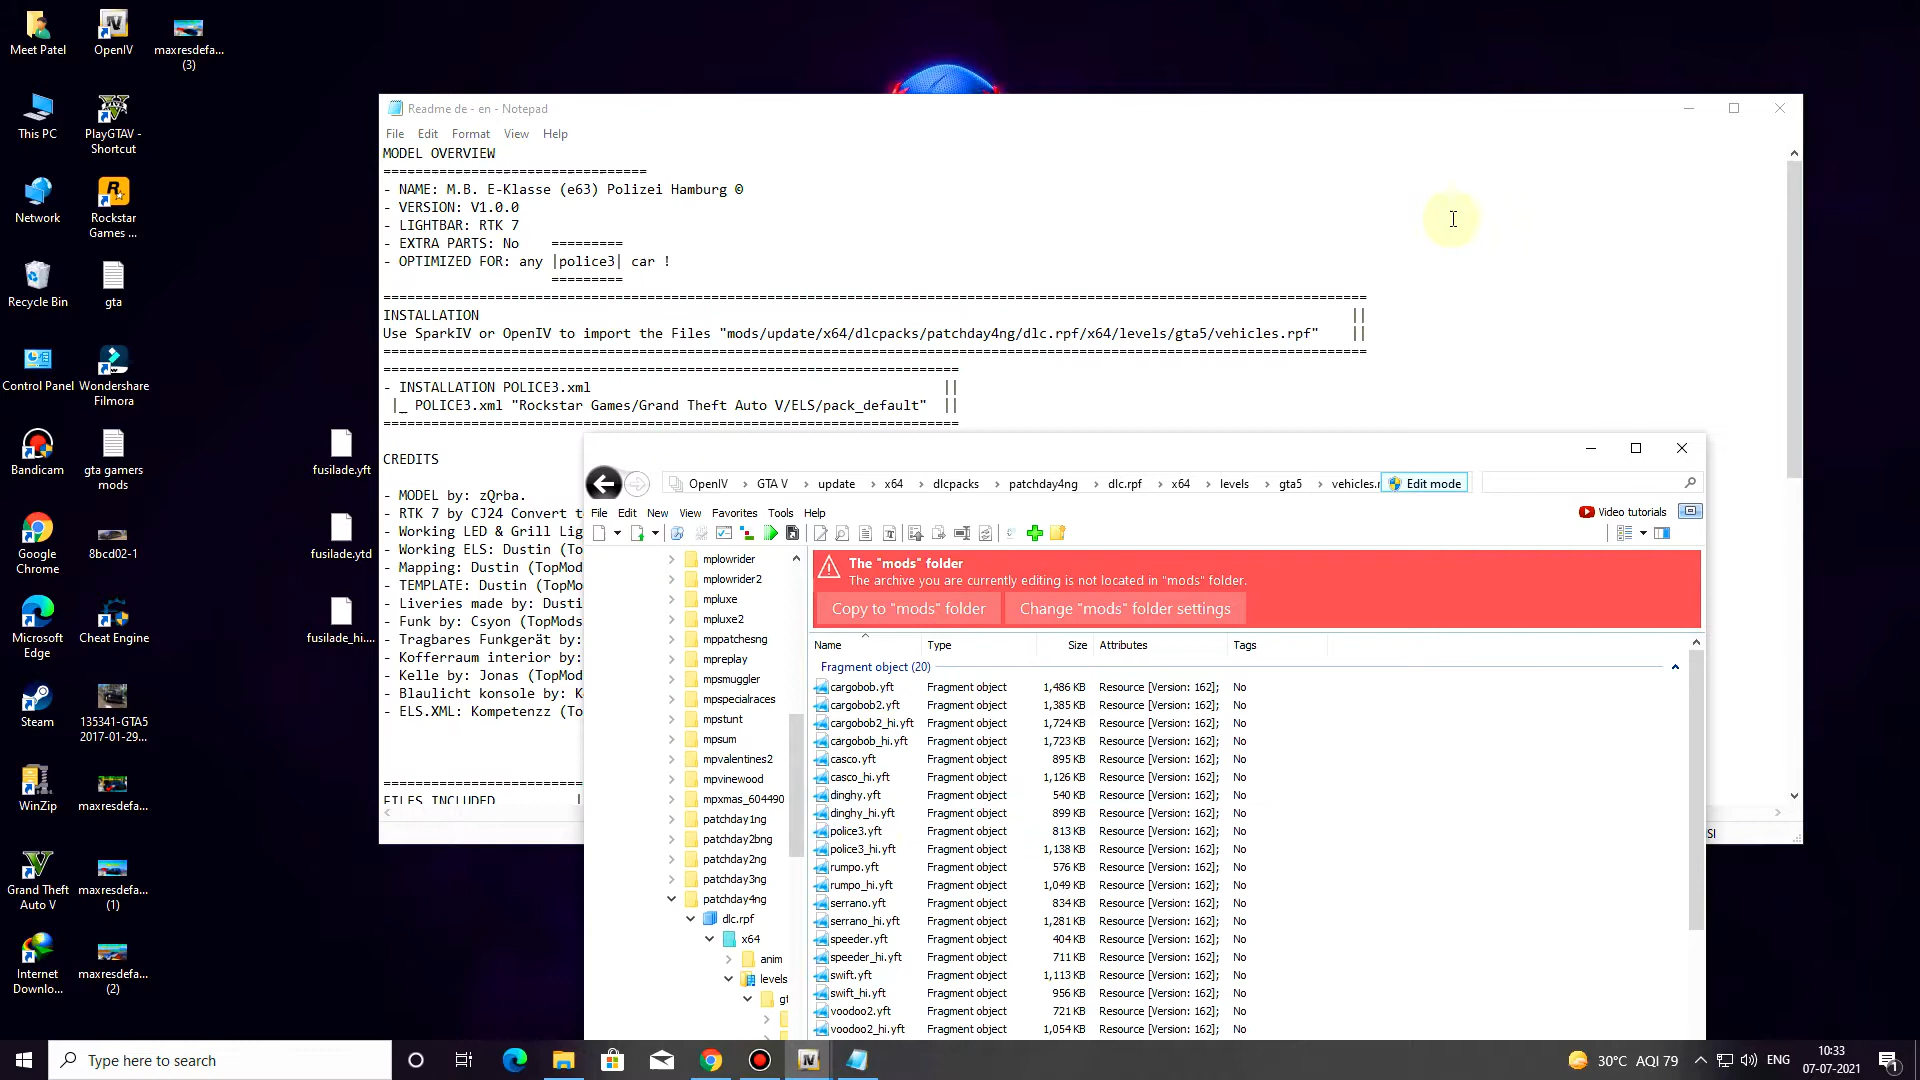 Meet Patel
OpenIV
maxresdefa...
(3)
This PC
PlayGTAV -
Shortcut
Network
Rockstar
Games ...
Recycle Bin
gta
Control Panel
Wondershare
Filmora
Bandicam
gta gamers
mods
Google
Chrome
8bcd02-1
Microsoft
Edge
Cheat Engine
Steam
135341-GTA5
2017-01-29...
WinZip
maxresdefa...
Grand Theft
Auto V
maxresdefa...
(1)
Internet
Downlo...
maxresdefa...
(2)
fusilade.yft
fusilade.ytd
fusilade_hi....
Readme de - en - Notepad
File Edit Format View Help
MODEL OVERVIEW
=================================
- NAME: M.B. E-Klasse (e63) Polizei Hamburg ©
- VERSION: V1.0.0
- LIGHTBAR: RTK 7
- EXTRA PARTS: No =========
- OPTIMIZED FOR: any |police3| car !
=========
INSTALLATION ||
Use SparkIV or OpenIV to import the Files "mods/update/x64/dlcpacks/patchday4ng/dlc.rpf/x64/levels/gta5/vehicles.rpf" ||
- INSTALLATION POLICE3.xml ||
|_ POLICE3.xml "Rockstar Games/Grand Theft Auto V/ELS/pack_default" ||
CREDITS
- MODEL by: zQrba.
- RTK 7 by CJ24 Convert t
- Working LED & Grill Lig
- Working ELS: Dustin (To
- Mapping: Dustin (TopMod
- TEMPLATE: Dustin (TopMo
- Liveries made by: Dusti
- Funk by: Csyon (TopMods
- Tragbares Funkgerät by:
- Kofferraum interior by:
- Kelle by: Jonas (TopMod
- Blaulicht konsole by: K
- ELS.XML: Kompetenzz (To
FILES INCLUDED |
SI
OpenIV GTA V update x64 dlcpacks patchday4ng dlc.rpf x64 levels gta5 vehicles.r Edit mode
File Edit New View Favorites Tools Help Video tutorials
mplowrider
mplowrider2
mpluxe
mpluxe2
mppatchesng
mpreplay
mpsmuggler
mpspecialraces
mpstunt
mpsum
mpvalentines2
mpvinewood
mpxmas_604490
patchday1ng
patchday2bng
patchday2ng
patchday3ng
patchday4ng
dlc.rpf
x64
anim
levels
gt
The "mods" folder
The archive you are currently editing is not located in "mods" folder.
Copy to "mods" folder Change "mods" folder settings
Name Type Size Attributes Tags
Fragment object (20)
cargobob.yft Fragment object 1,486 KB Resource [Version: 162]; No
cargobob2.yft Fragment object 1,385 KB Resource [Version: 162]; No
cargobob2_hi.yft Fragment object 1,724 KB Resource [Version: 162]; No
cargobob_hi.yft Fragment object 1,723 KB Resource [Version: 162]; No
casco.yft Fragment object 895 KB Resource [Version: 162]; No
casco_hi.yft Fragment object 1,126 KB Resource [Version: 162]; No
dinghy.yft Fragment object 540 KB Resource [Version: 162]; No
dinghy_hi.yft Fragment object 899 KB Resource [Version: 162]; No
police3.yft Fragment object 813 KB Resource [Version: 162]; No
police3_hi.yft Fragment object 1,138 KB Resource [Version: 162]; No
rumpo.yft Fragment object 576 KB Resource [Version: 162]; No
rumpo_hi.yft Fragment object 1,049 KB Resource [Version: 162]; No
serrano.yft Fragment object 834 KB Resource [Version: 162]; No
serrano_hi.yft Fragment object 1,281 KB Resource [Version: 162]; No
speeder.yft Fragment object 404 KB Resource [Version: 162]; No
speeder_hi.yft Fragment object 711 KB Resource [Version: 162]; No
swift.yft Fragment object 1,113 KB Resource [Version: 162]; No
swift_hi.yft Fragment object 956 KB Resource [Version: 162]; No
voodoo2.yft Fragment object 721 KB Resource [Version: 162]; No
voodoo2_hi.yft Fragment object 1,054 KB Resource [Version: 162]; No
Type here to search
30°C AQI 79 ENG 10:33
07-07-2021
1